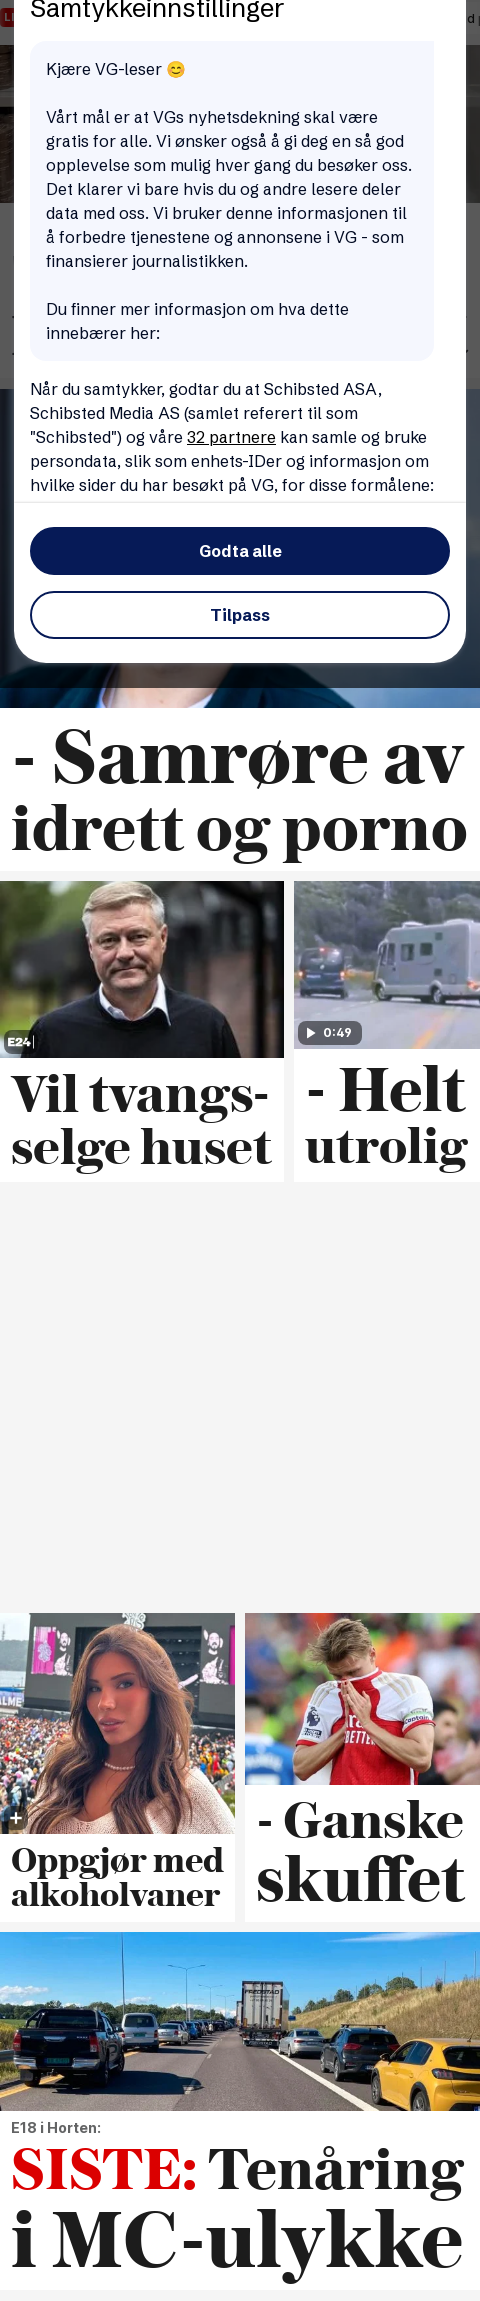 Samtykkeinnstillinger
Kjære VG-leser 😊
Vårt mål er at VGs nyhetsdekning skal være
gratis for alle. Vi ønsker også å gi deg en så god
opplevelse som mulig hver gang du besøker oss.
Det klarer vi bare hvis du og andre lesere deler
data med oss. Vi bruker denne informasjonen til
å forbedre tjenestene og annonsene i VG - som
finansierer journalistikken.
Du finner mer informasjon om hva dette
innebærer her:
Når du samtykker, godtar du at Schibsted ASA,
Schibsted Media AS (samlet referert til som
"Schibsted") og våre 32 partnere kan samle og bruke
persondata, slik som enhets-IDer og informasjon om
hvilke sider du har besøkt på VG, for disse formålene:
Godta alle
Tilpass
- Samrøre av
idrett og porno
E24
Vil tvangs-
selge huset
0:49
- Helt
utrolig
Oppgjør med
alkoholvaner
- Ganske
skuffet
E18 i Horten:
SISTE: Tenåring
i MC-ulykke